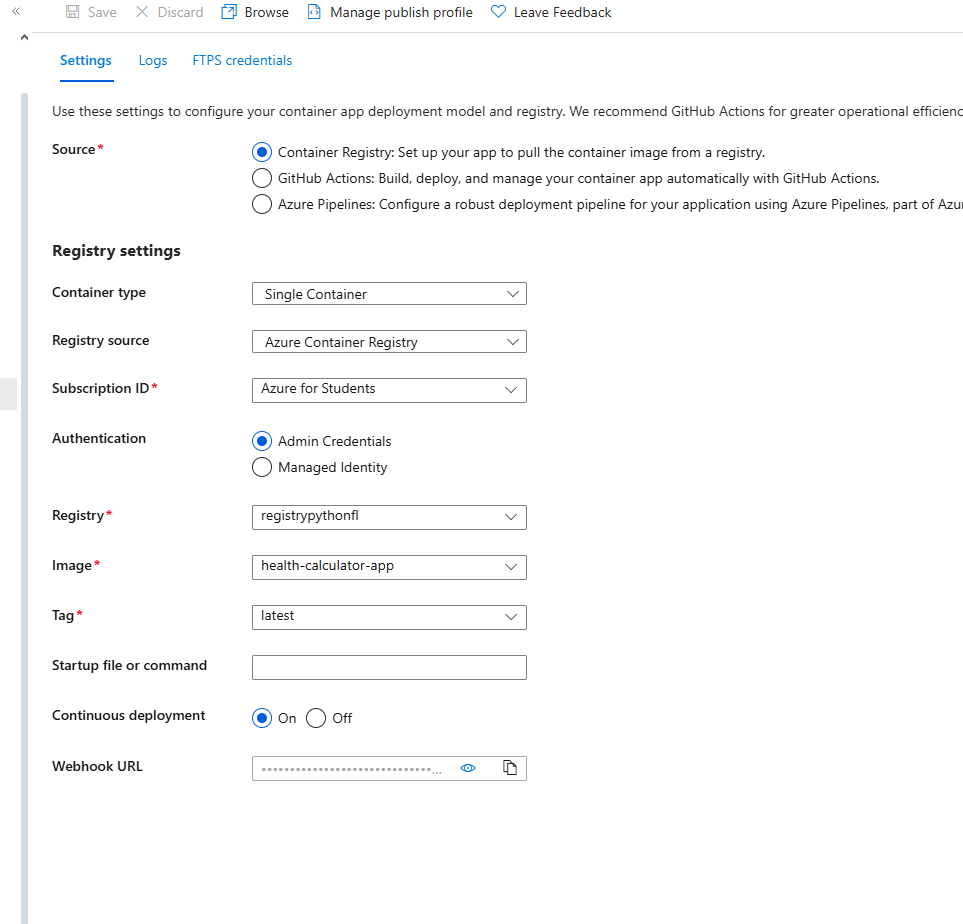 « Save Discard Browse Manage publish profile Leave Feedback
Settings Logs FTPS credentials
Use these settings to configure your container app deployment model and registry. We recommend GitHub Actions for greater operational
Source*
Container Registry: Set up your app to pull the container image from a registry.
GitHub Actions: Build, deploy, and manage your container app automatically with GitHub Actions.
Azure Pipelines: Configure a robust deployment pipeline for your application using Azure Pipelines, part of
Registry settings
Container type Single Container
Registry source Azure Container Registry
Subscription ID* Azure for Students
Authentication Admin Credentials
Managed Identity
Registry* registrypythonfl
Image* health-calculator-app
Tag* latest
Startup file or command
Continuous deployment On Off
Webhook URL ••••••••••••••••••••••••••••••...